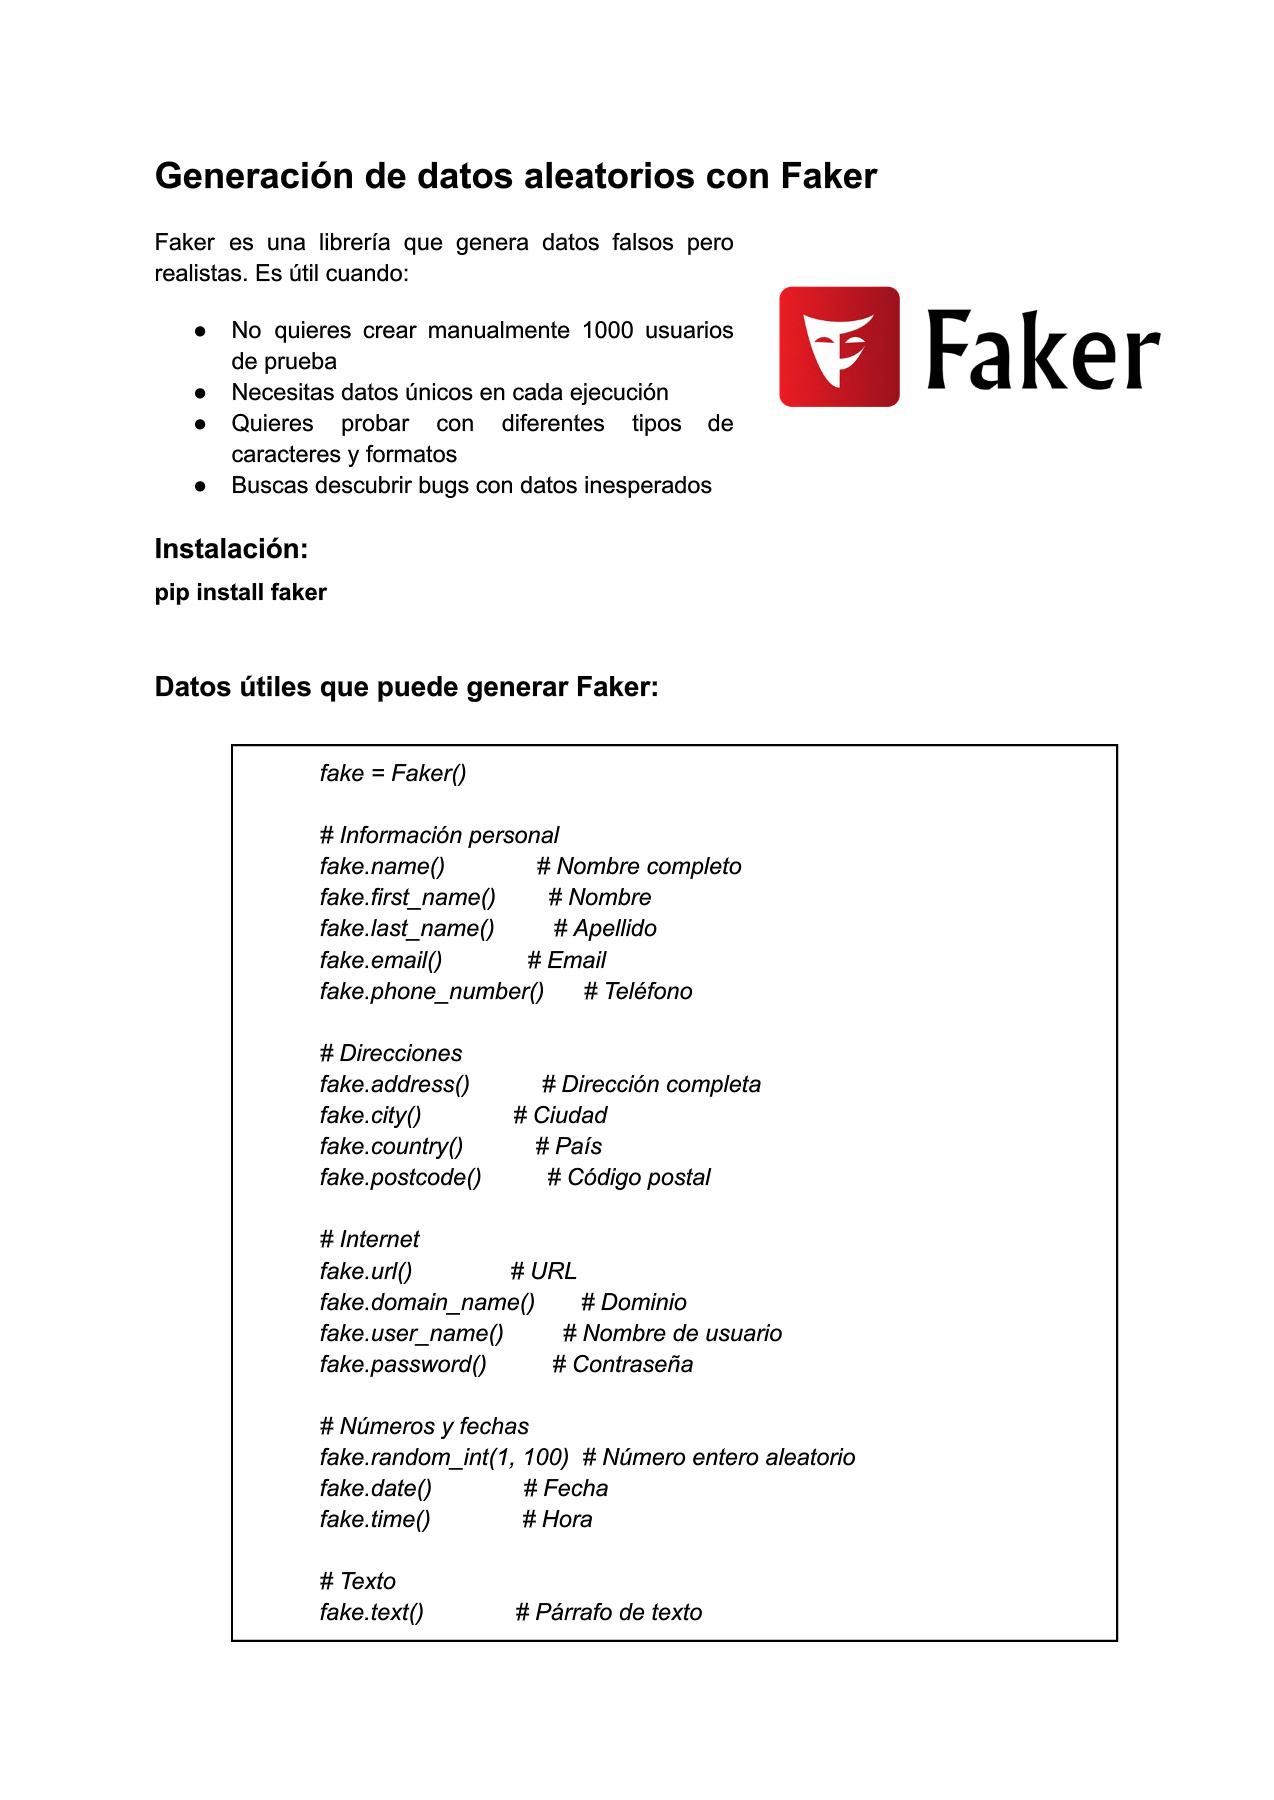 Generación de datos aleatorios con Faker
Faker es una librería que genera datos falsos pero
realistas. Es útil cuando:
● No quieres crear manualmente 1000 usuarios
de prueba
● Necesitas datos únicos en cada ejecución
● Quieres probar con diferentes tipos de
caracteres y formatos
● Buscas descubrir bugs con datos inesperados
Faker
Instalación:
pip install faker
Datos útiles que puede generar Faker:
fake = Faker()
# Información personal
fake.name() # Nombre completo
fake.first_name() # Nombre
fake.last_name() # Apellido
fake.email() # Email
fake.phone_number() # Teléfono
# Direcciones
fake.address() # Dirección completa
fake.city() # Ciudad
fake.country() # País
fake.postcode() # Código postal
# Internet
fake.url() # URL
fake.domain_name() # Dominio
fake.user_name() # Nombre de usuario
fake.password() # Contraseña
# Números y fechas
fake.random_int(1, 100) # Número entero aleatorio
fake.date() # Fecha
fake.time() # Hora
# Texto
fake.text() # Párrafo de texto